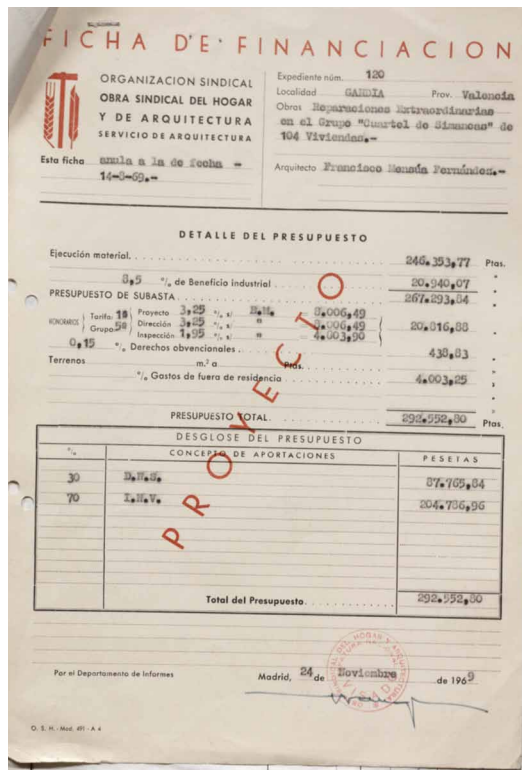 FICHA DE FINANCIACION
ORGANIZACION SINDICAL
OBRA SINDICAL DEL HOGAR
Y DE ARQUITECTURA
SERVICIO DE ARQUITECTURA
Esta ficha anula a la de fecha -
14-8-69.-
Expediente núm. 120
Localidad GANDIA Prov. Valencia
Obras Reparaciones Extraordinarias
en el Grupo "Cuartel de Simancas" de
104 Viviendas.-
Arquitecto Francisco Mensúa Fernández.-
DETALLE DEL PRESUPUESTO
Ejecución material. 246.353,77 Ptas.
8,5 % de Beneficio industrial 20.940,07 "
PRESUPUESTO DE SUBASTA 267.293,84 "
HONORARIOS Tarifa 1ª Grupo 5º
Proyecto 3,25 % s/ E.M. 8.006,49
Dirección 3,25 % s/ " 8.006,49 20.816,88 "
Inspección 1,95 % s/ " 4.003,90
0,15 % Derechos obvencionales 438,83 "
Terrenos m.² a Ptas. "
% Gastos de fuera de residencia 4.003,25 "
PRESUPUESTO TOTAL. 292.552,80 Ptas.
PROYECTO
DESGLOSE DEL PRESUPUESTO
% CONCEPTO DE APORTACIONES PESETAS
30 D.N.S. 87.765,84
70 I.N.V. 204.786,96
Total del Presupuesto 292.552,80
Por el Departamento de Informes
Madrid, 24 de Noviembre de 1969
VISADO
O. S. H. - Mod. 491 - A 4